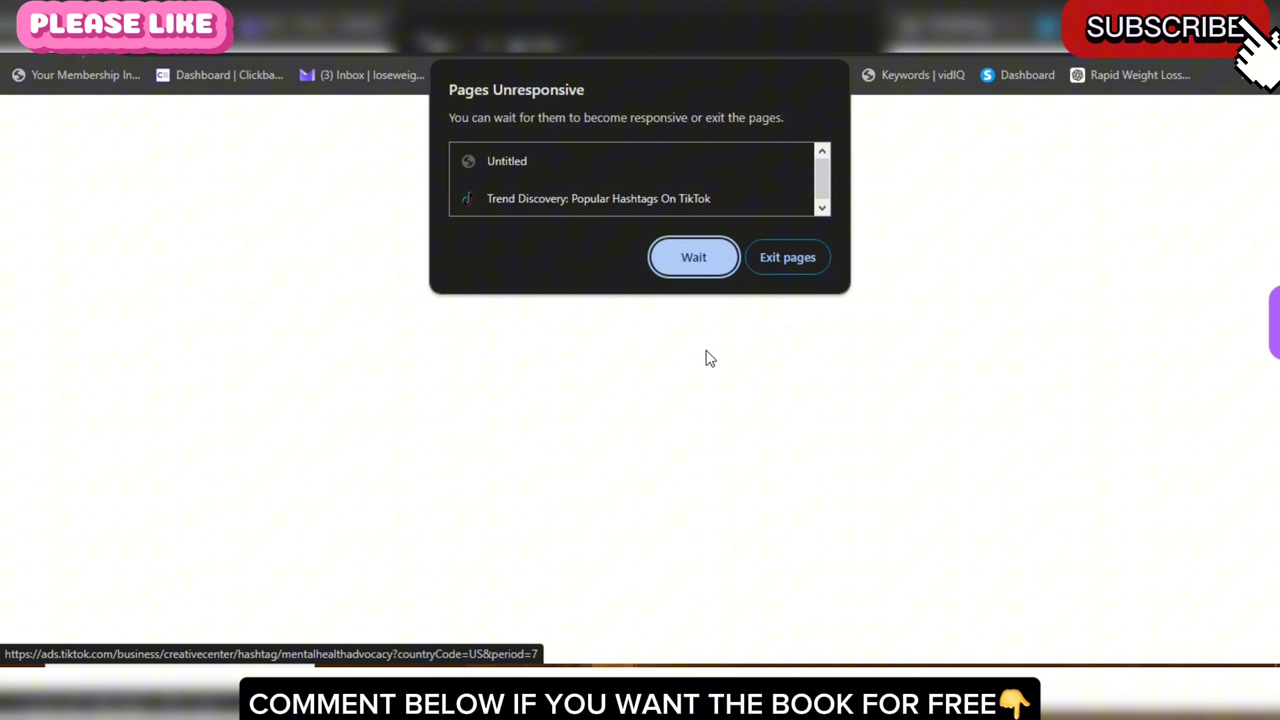 PLEASE LIKE
SUBSCRIBE
Your Membership In...
Dashboard | Clickba...
(3) Inbox | loseweig...
Keywords | vidIQ
Dashboard
Rapid Weight Loss...
Pages Unresponsive
You can wait for them to become responsive or exit the pages.
Untitled
Trend Discovery: Popular Hashtags On TikTok
Wait
Exit pages
https://ads.tiktok.com/business/creativecenter/hashtag/mentalhealthadvocacy?countryCode=US&period=7
COMMENT BELOW IF YOU WANT THE BOOK FOR FREE👇